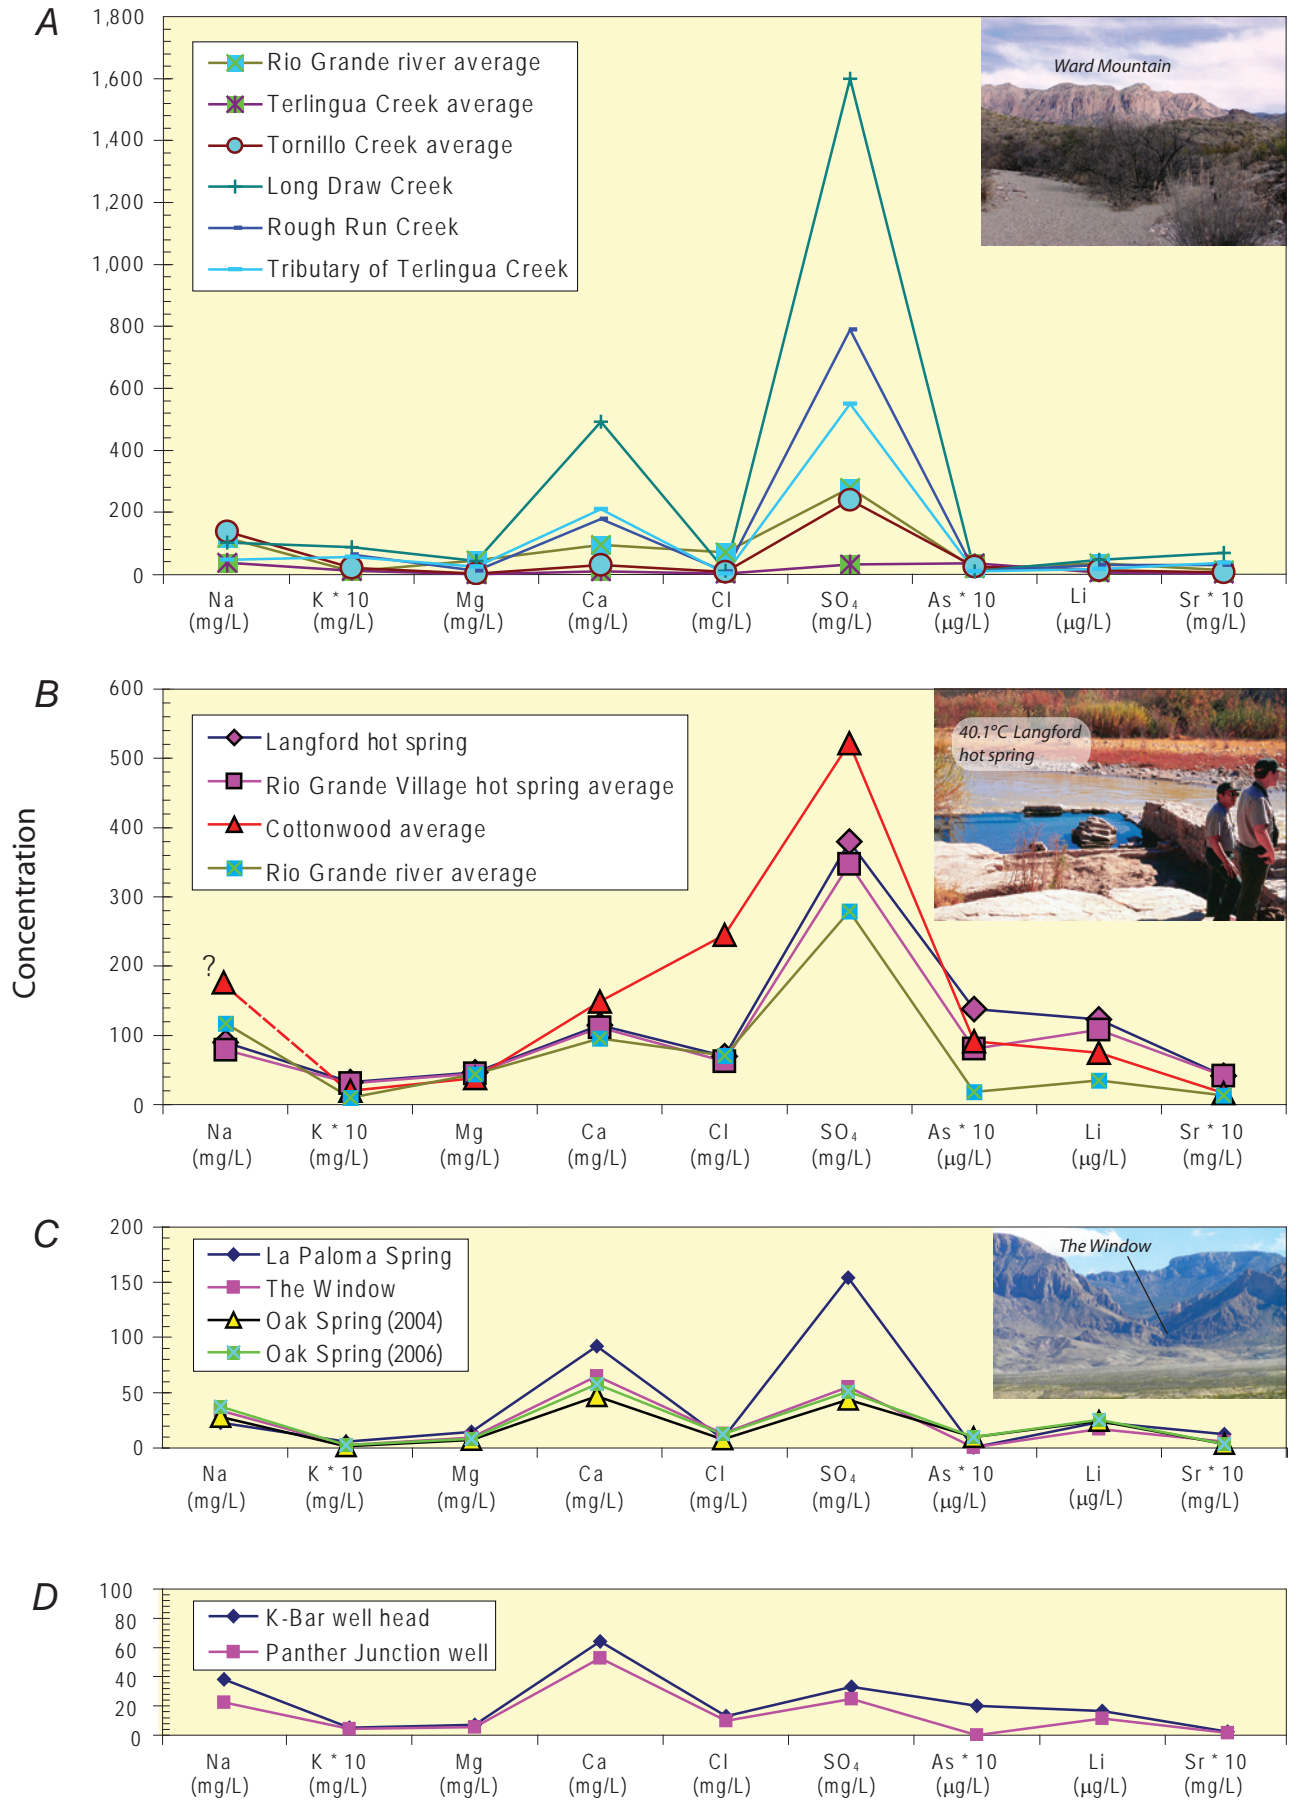 A
1,800
1,600
1,400
1,200
1,000
800
600
400
200
0
Rio Grande river average
Terlingua Creek average
Tornillo Creek average
Long Draw Creek
Rough Run Creek
Tributary of Terlingua Creek
Ward Mountain
Na K * 10 Mg Ca Cl SO₄ As * 10 Li Sr * 10
(mg/L) (mg/L) (mg/L) (mg/L) (mg/L) (mg/L) (µg/L) (µg/L) (mg/L)
Concentration
B
600
500
400
300
200
100
0
Langford hot spring
Rio Grande Village hot spring average
Cottonwood average
Rio Grande river average
40.1°C Langford
hot spring
?
Na K * 10 Mg Ca Cl SO₄ As * 10 Li Sr * 10
(mg/L) (mg/L) (mg/L) (mg/L) (mg/L) (mg/L) (µg/L) (µg/L) (mg/L)
C
200
150
100
50
0
La Paloma Spring
The Window
Oak Spring (2004)
Oak Spring (2006)
The Window
Na K * 10 Mg Ca Cl SO₄ As * 10 Li Sr * 10
(mg/L) (mg/L) (mg/L) (mg/L) (mg/L) (mg/L) (µg/L) (µg/L) (mg/L)
D
100
80
60
40
20
0
K-Bar well head
Panther Junction well
Na K * 10 Mg Ca Cl SO₄ As * 10 Li Sr * 10
(mg/L) (mg/L) (mg/L) (mg/L) (mg/L) (mg/L) (µg/L) (µg/L) (mg/L)